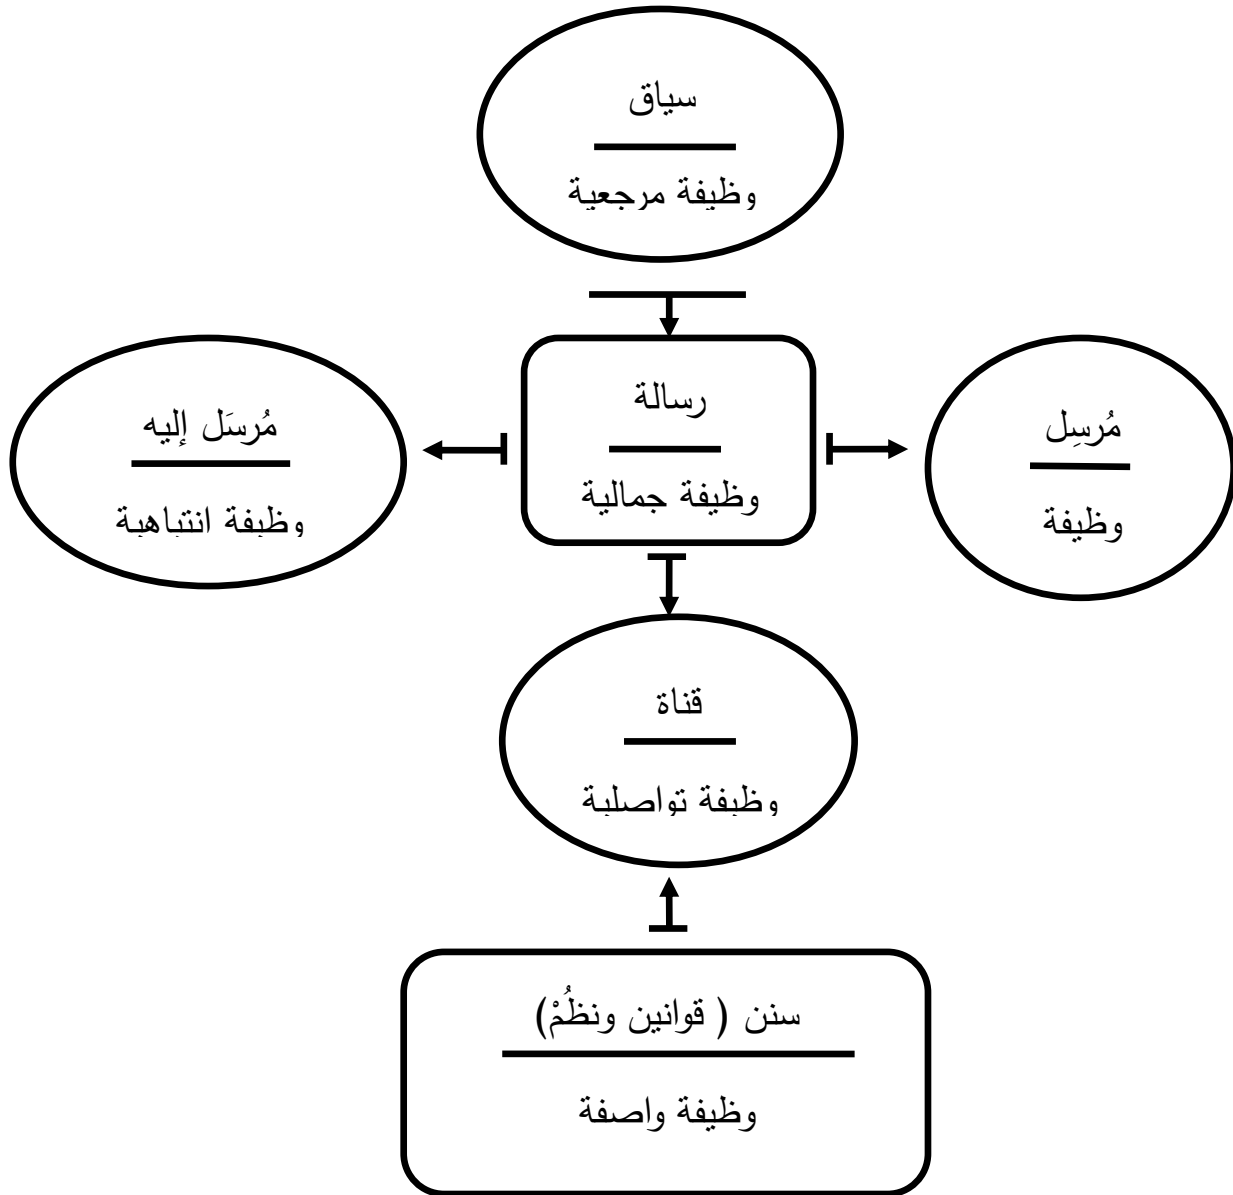 سياق
وظيفة مرجعية
رسالة
وظيفة جمالية
مُرسِل
وظيفة
مُرسَل إليه
وظيفة انتباهية
قناة
وظيفة تواصلية
سنن ( قوانين ونظُمْ)
وظيفة واصفة